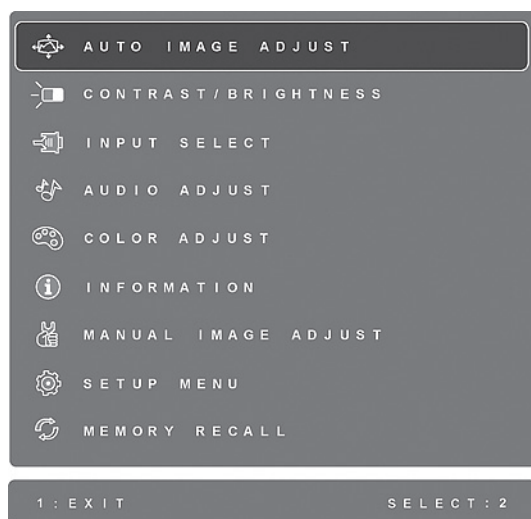 AUTO IMAGE ADJUST
CONTRAST/BRIGHTNESS
INPUT SELECT
AUDIO ADJUST
COLOR ADJUST
INFORMATION
MANUAL IMAGE ADJUST
SETUP MENU
MEMORY RECALL
1:EXIT SELECT:2